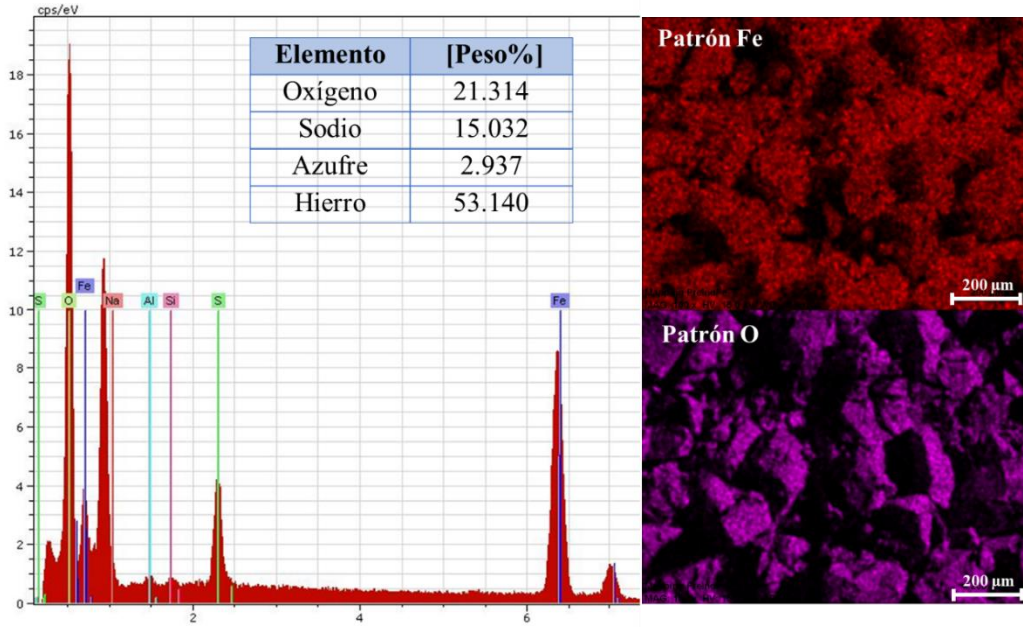 cps/eV
18
16
14
12
10
8
6
4
2
0
S O Fe Na Al Si S Fe
2 4 6
Elemento [Peso%]
Oxígeno 21.314
Sodio 15.032
Azufre 2.937
Hierro 53.140
Patrón Fe
200 µm
Patrón O
200 µm